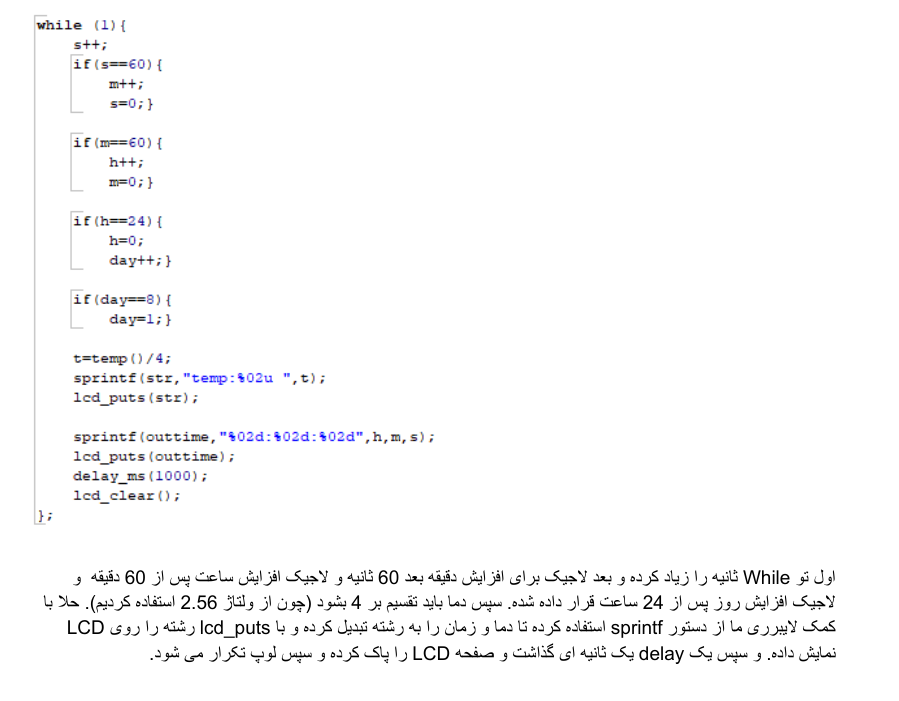 while (1){
s++;
if(s==60){
m++;
s=0;}
if(m==60){
h++;
m=0;}
if(h==24){
h=0;
day++;}
if(day==8){
day=1;}
t=temp()/4;
sprintf(str,"temp:%02u ",t);
lcd_puts(str);
sprintf(outtime,"%02d:%02d:%02d",h,m,s);
lcd_puts(outtime);
delay_ms(1000);
lcd_clear();
};
اول تو While ثانیه را زیاد کرده و بعد لاجیک برای افزایش دقیقه بعد 60 ثانیه و لاجیک افزایش ساعت پس از 60 دقیقه و
لاجیک افزایش روز پس از 24 ساعت قرار داده شده. سپس دما باید تقسیم بر 4 بشود (چون از ولتاژ 2.56 استفاده کردیم). حلا با
کمک لایبرری ما از دستور sprintf استفاده کرده تا دما و زمان را به رشته تبدیل کرده و با lcd_puts رشته را روی LCD
نمایش داده. و سپس یک delay یک ثانیه ای گذاشت و صفحه LCD را پاک کرده و سپس لوپ تکرار می شود.